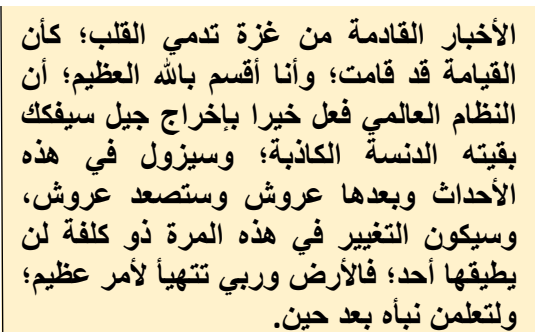 الأخبار القادمة من غزة تدمي القلب؛ كأن
القيامة قد قامت؛ وأنا أقسم بالله العظيم؛ أن
النظام العالمي فعل خيرا بإخراج جيل سيفكك
بقيته الدنسة الكاذبة؛ وسيزول في هذه
الأحداث وبعدها عروش وستصعد عروش،
وسيكون التغيير في هذه المرة ذو كلفة لن
يطيقها أحد؛ فالأرض وربي تتهيأ لأمر عظيم؛
ولتعلمن نبأه بعد حين.